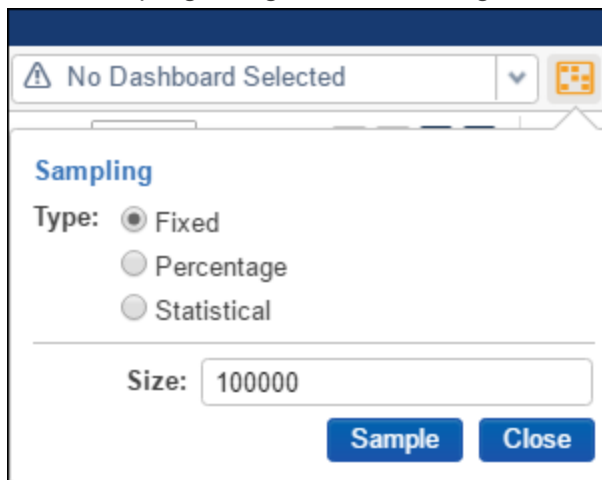 No Dashboard Selected
Sampling
Type: Fixed
Percentage
Statistical
Size: 100000
Sample Close